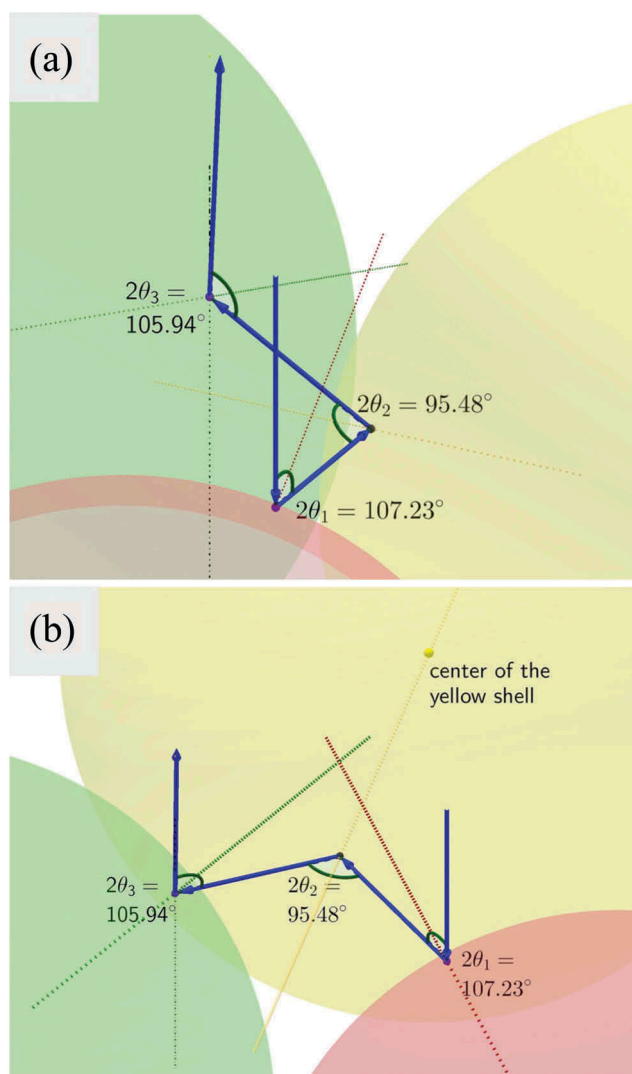 (a)
2θ₃ =
105.94°
2θ₂ = 95.48°
2θ₁ = 107.23°
(b)
center of the
yellow shell
2θ₃ =
105.94°
2θ₂ =
95.48°
2θ₁ =
107.23°